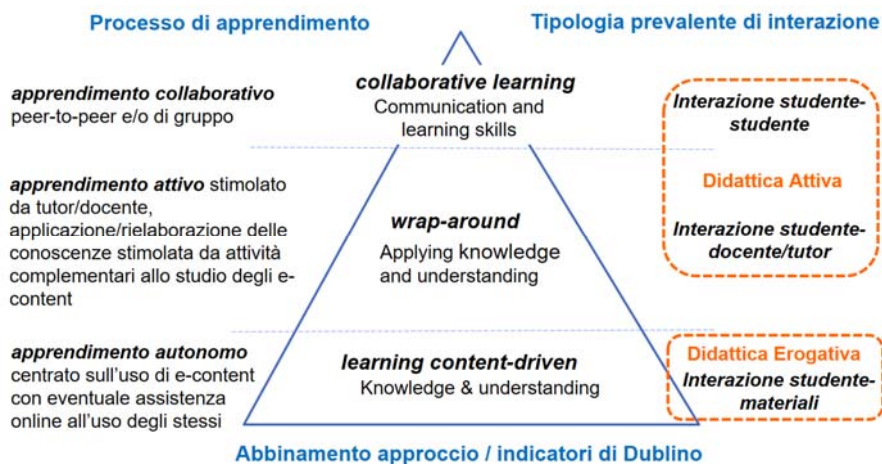 Processo di apprendimento
Tipologia prevalente di interazione
apprendimento collaborativo
peer-to-peer e/o di gruppo
collaborative learning
Communication and
learning skills
Interazione studente-
studente
Didattica Attiva
apprendimento attivo stimolato
da tutor/docente,
applicazione/rielaborazione delle
conoscenze stimolata da attività
complementari allo studio degli e-
content
wrap-around
Applying knowledge
and understanding
Interazione studente-
docente/tutor
apprendimento autonomo
centrato sull'uso di e-content
con eventuale assistenza
online all'uso degli stessi
learning content-driven
Knowledge & understanding
Didattica Erogativa
Interazione studente-
materiali
Abbinamento approccio / indicatori di Dublino